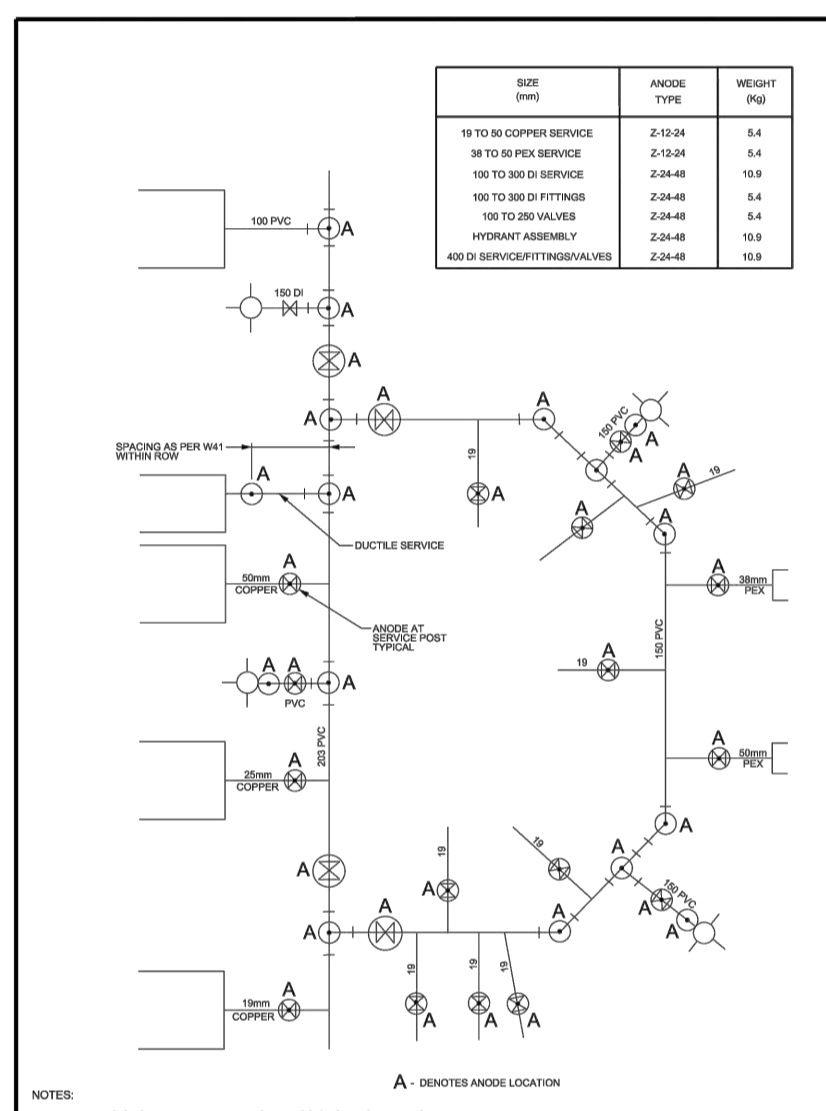 SIZE (mm) ANODE TYPE WEIGHT (Kg)
19 TO 50 COPPER SERVICE Z-12-24 5.4
38 TO 50 PEX SERVICE Z-12-24 5.4
100 TO 300 DI SERVICE Z-24-48 10.9
100 TO 300 DI FITTINGS Z-24-48 5.4
100 TO 250 VALVES Z-24-48 5.4
HYDRANT ASSEMBLY Z-24-48 10.9
400 DI SERVICE/FITTINGS/VALVES Z-24-48 10.9
100 PVC
A
150 DI
A
A
A
A
A
SPACING AS PER W41
WITHIN ROW
A
A
DUCTILE SERVICE
19
A
150 PVC
A
A
A
19
A
A
50mm
COPPER
A
ANODE AT
SERVICE POST
TYPICAL
A
38mm
PEX
150 PVC
19
A
A
A
PVC
A
203 PVC
25mm
COPPER
A
A
50mm
PEX
A
A
A
A
19
A
19
A
A
150 PVC
A
A
A
19
A
19
A
19
A
19mm
COPPER
A
A - DENOTES ANODE LOCATION
NOTES: